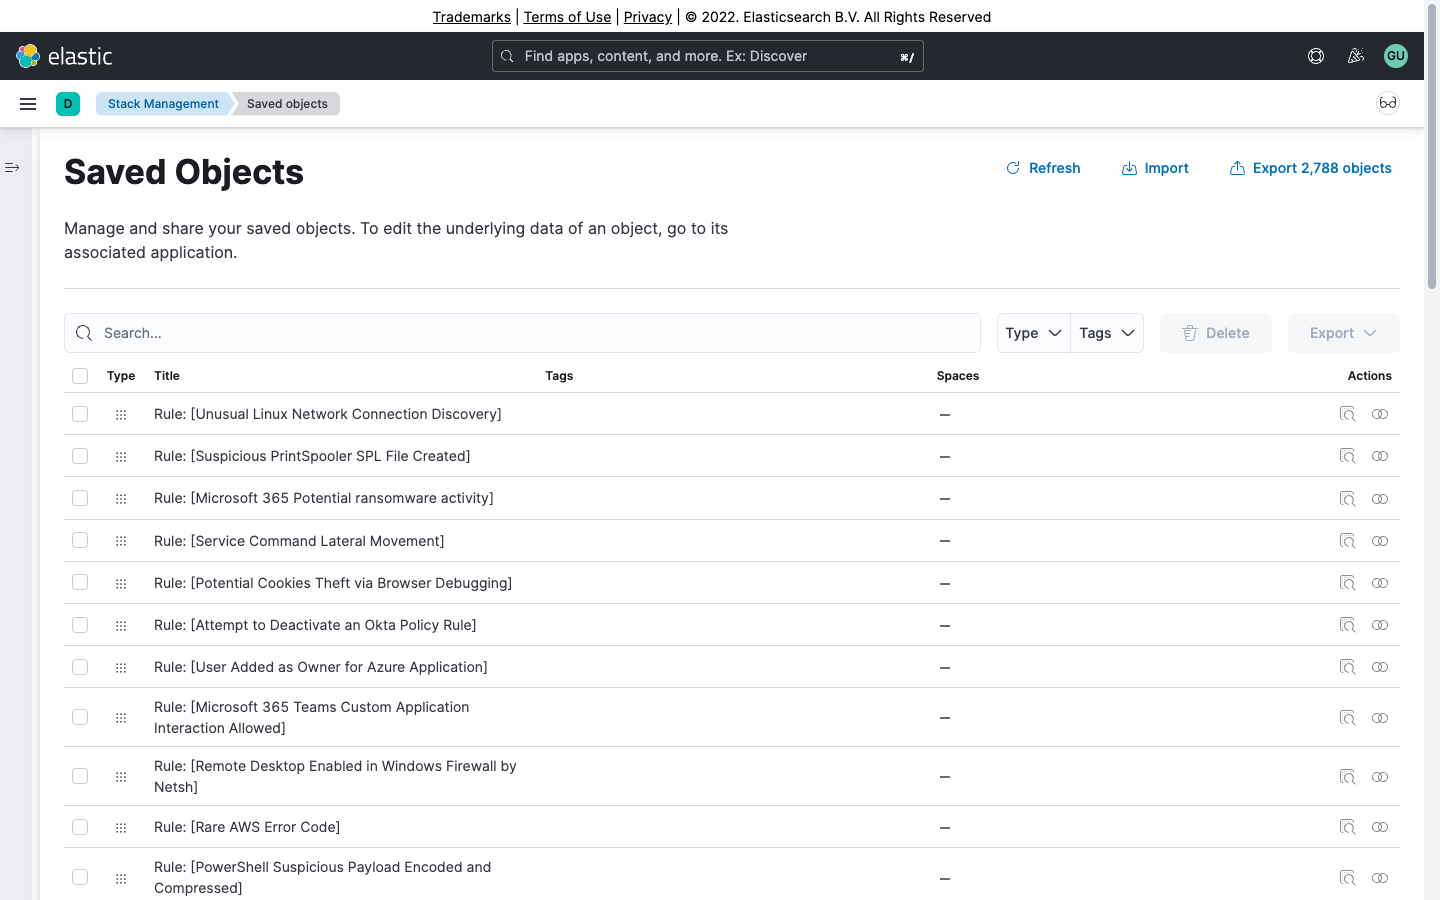 Trademarks | Terms of Use | Privacy | © 2022. Elasticsearch B.V. All Rights Reserved
elastic
Find apps, content, and more. Ex: Discover
⌘/
GU
D
Stack Management
Saved objects
Saved Objects
Refresh
Import
Export 2,788 objects
Manage and share your saved objects. To edit the underlying data of an object, go to its
associated application.
Search...
Type
Tags
Delete
Export
Type Title Tags Spaces Actions
Rule: [Unusual Linux Network Connection Discovery] —
Rule: [Suspicious PrintSpooler SPL File Created] —
Rule: [Microsoft 365 Potential ransomware activity] —
Rule: [Service Command Lateral Movement] —
Rule: [Potential Cookies Theft via Browser Debugging] —
Rule: [Attempt to Deactivate an Okta Policy Rule] —
Rule: [User Added as Owner for Azure Application] —
Rule: [Microsoft 365 Teams Custom Application
Interaction Allowed] —
Rule: [Remote Desktop Enabled in Windows Firewall by
Netsh] —
Rule: [Rare AWS Error Code] —
Rule: [PowerShell Suspicious Payload Encoded and
Compressed] —